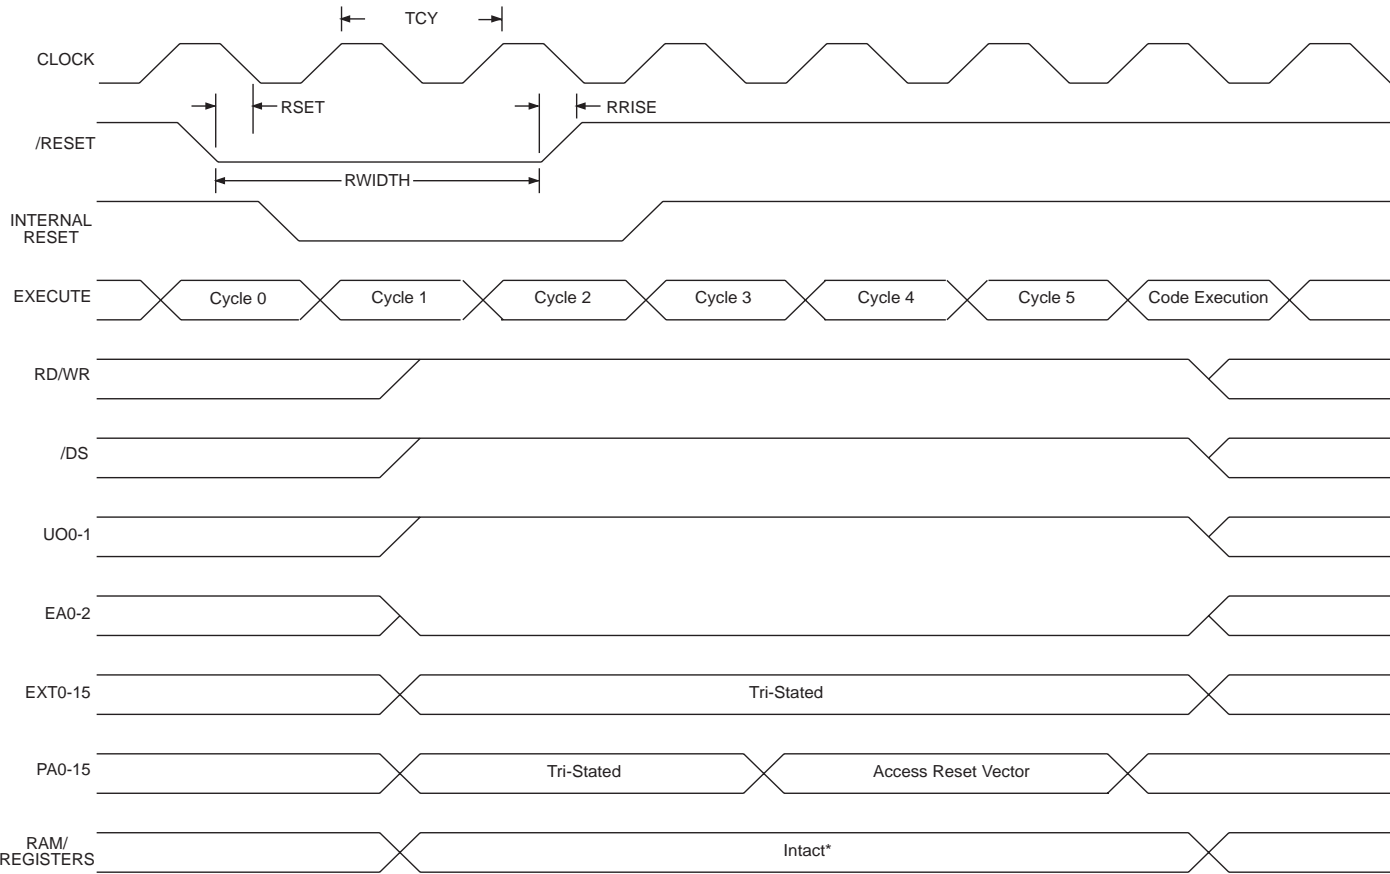 TCY
CLOCK
RSET
RRISE
/RESET
RWIDTH
INTERNAL
RESET
EXECUTE
Cycle 0
Cycle 1
Cycle 2
Cycle 3
Cycle 4
Cycle 5
Code Execution
RD/WR
/DS
UO0-1
EA0-2
EXT0-15
Tri-Stated
PA0-15
Tri-Stated
Access Reset Vector
RAM/
REGISTERS
Intact*